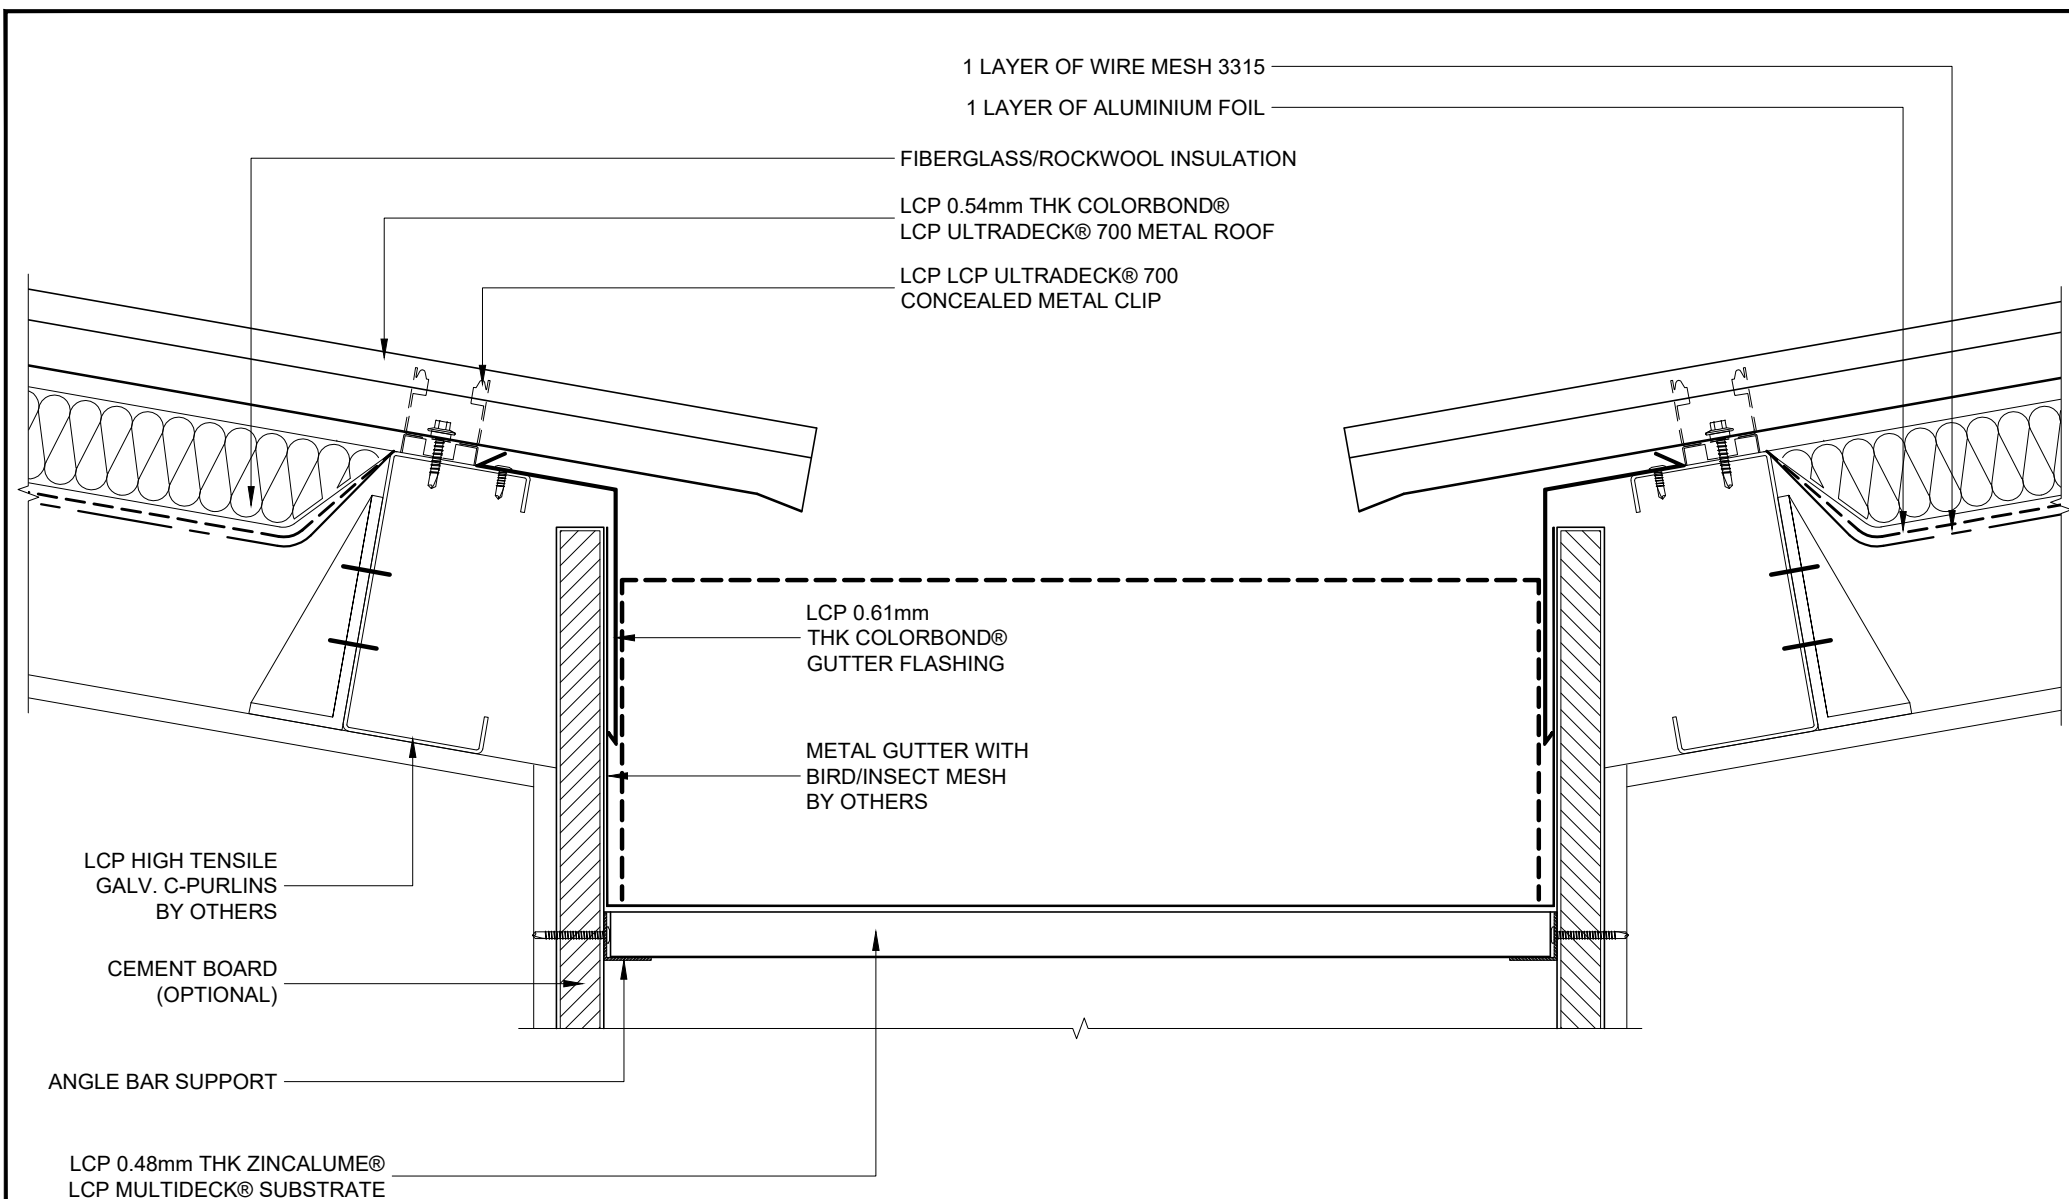 1 LAYER OF WIRE MESH 3315
1 LAYER OF ALUMINIUM FOIL
FIBERGLASS/ROCKWOOL INSULATION
LCP 0.54mm THK COLORBOND®
LCP ULTRADECK® 700 METAL ROOF
LCP LCP ULTRADECK® 700
CONCEALED METAL CLIP
LCP 0.61mm
THK COLORBOND®
GUTTER FLASHING
METAL GUTTER WITH
BIRD/INSECT MESH
BY OTHERS
LCP HIGH TENSILE
GALV. C-PURLINS
BY OTHERS
CEMENT BOARD
(OPTIONAL)
ANGLE BAR SUPPORT
LCP 0.48mm THK ZINCALUME®
LCP MULTIDECK® SUBSTRATE